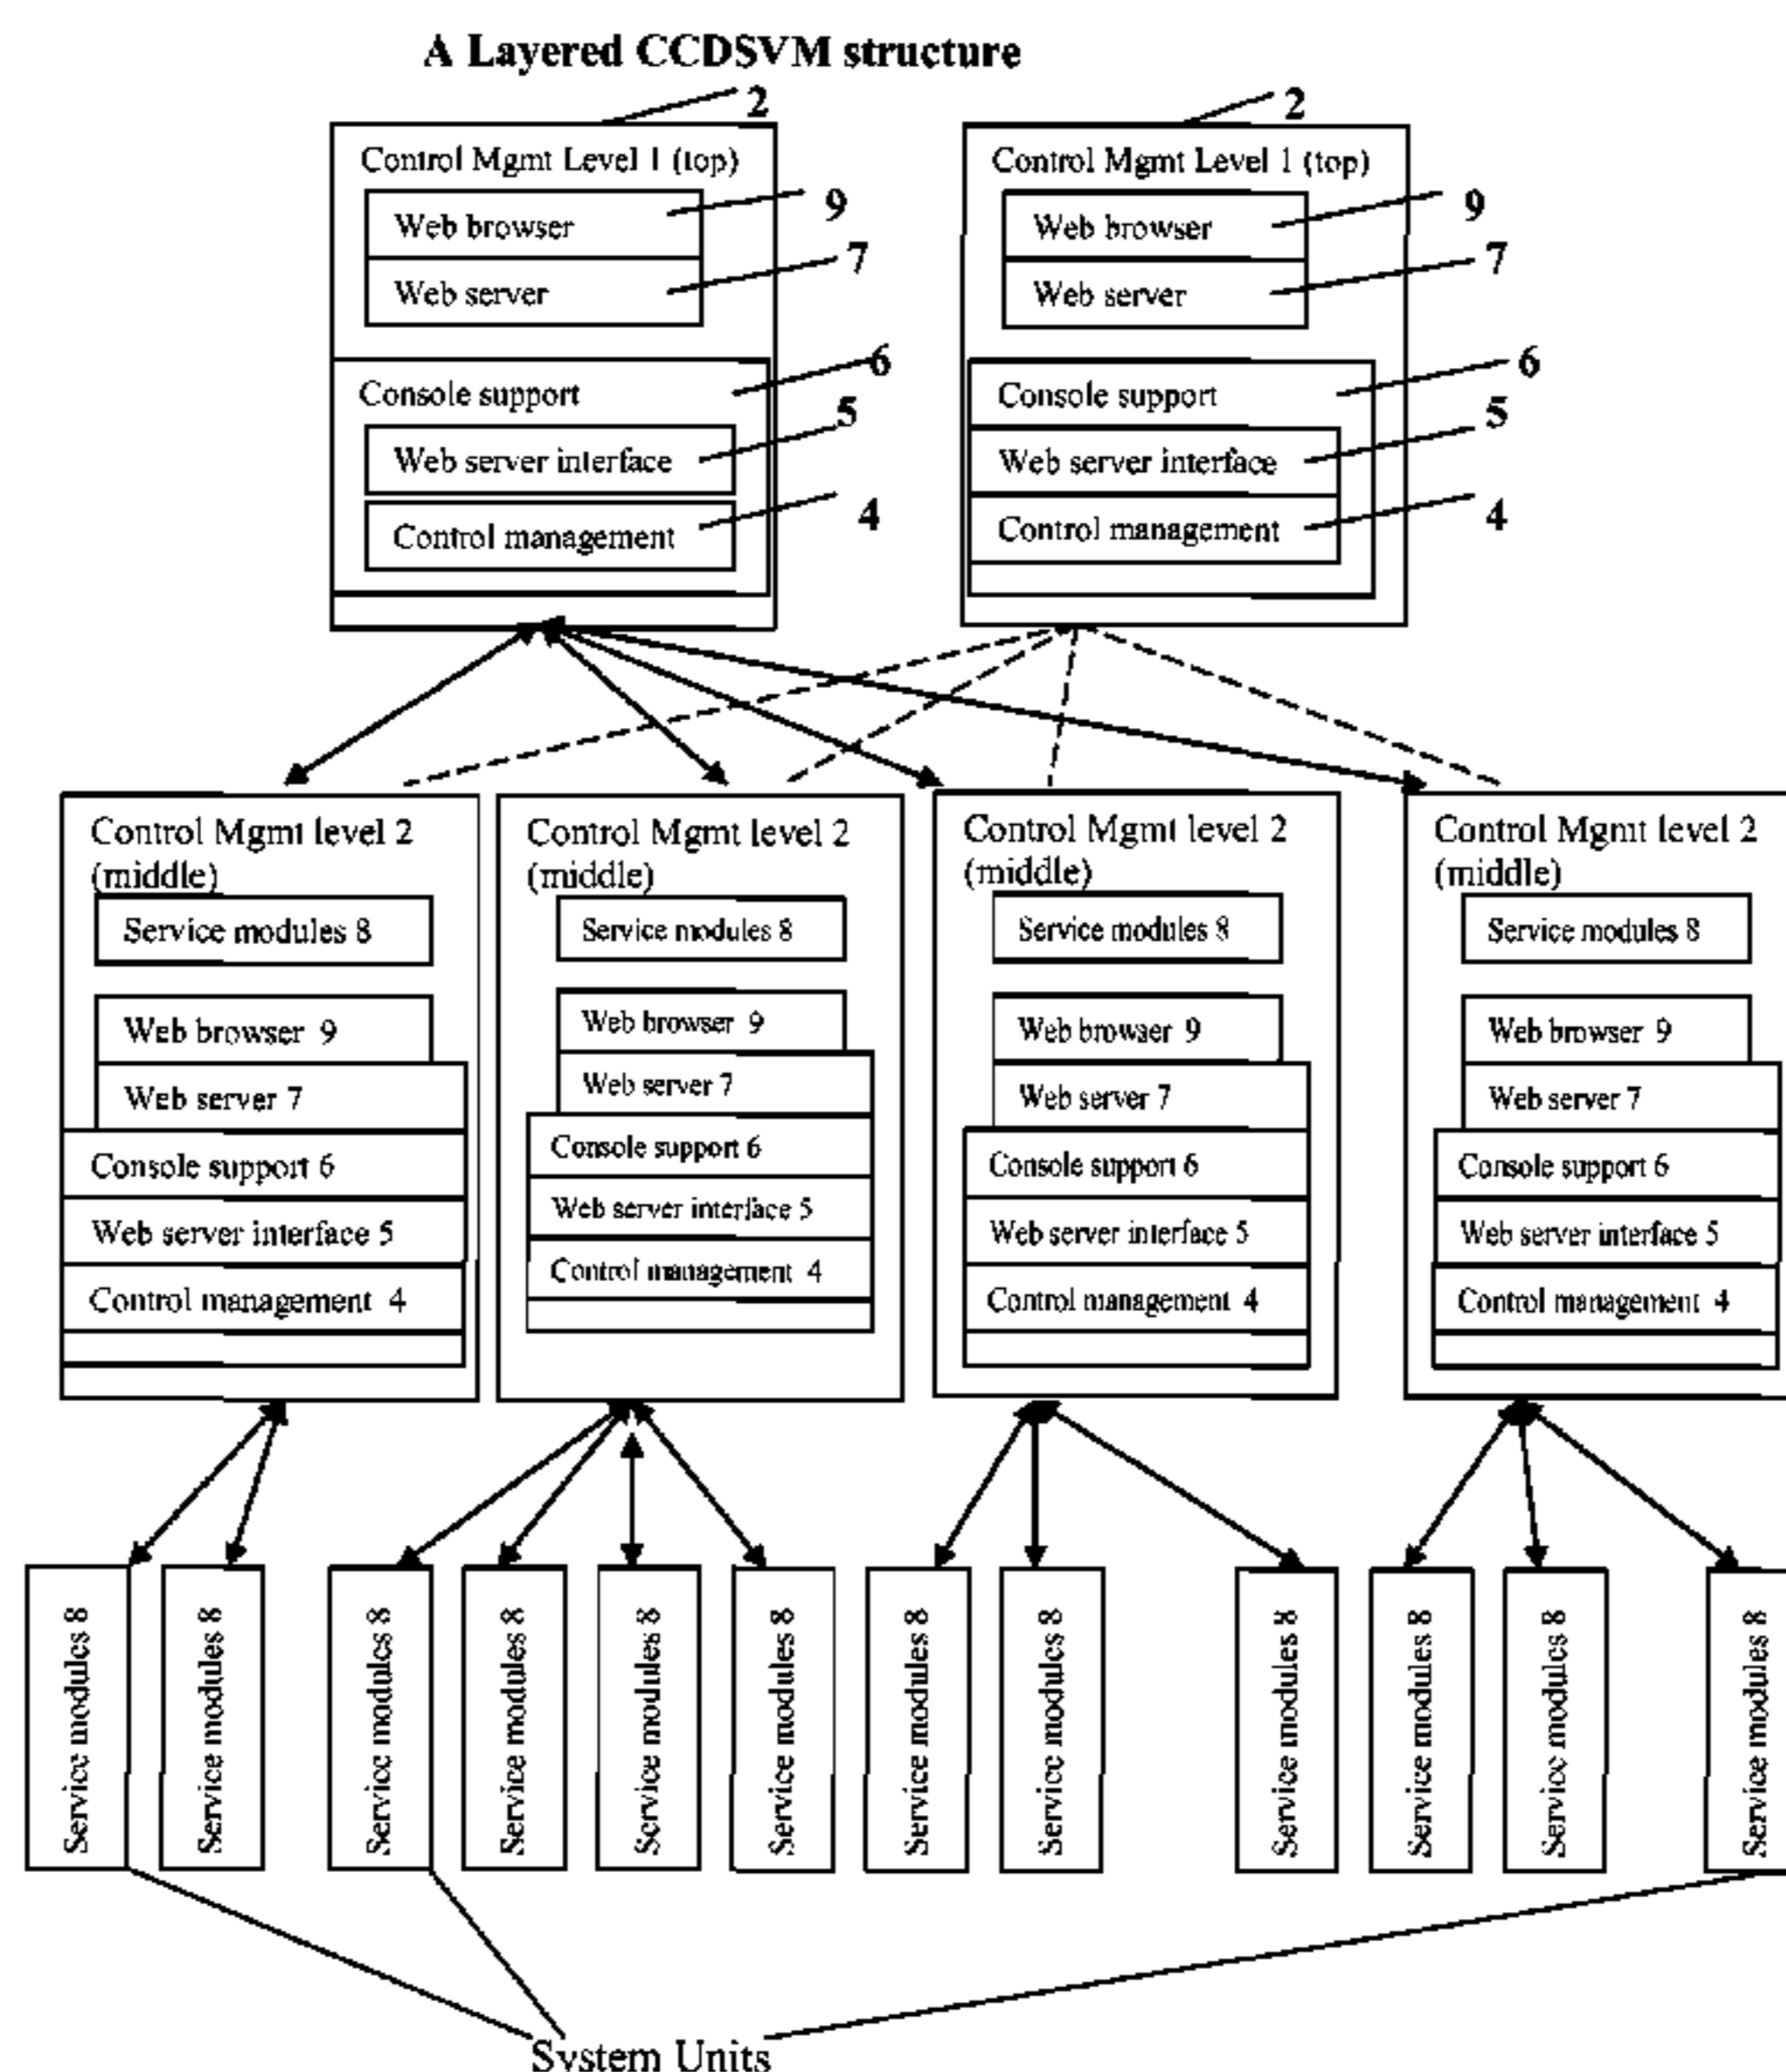 A Layered CCDSVM structure
2
Control Mgmt Level 1 (top)
Web browser
9
Web server
7
Console support
6
Web server interface
5
Control management
4
2
Control Mgmt Level 1 (top)
Web browser
9
Web server
7
Console support
6
Web server interface
5
Control management
4
Control Mgmt level 2
(middle)
Service modules 8
Web browser 9
Web server 7
Console support 6
Web server interface 5
Control management 4
Control Mgmt level 2
(middle)
Service modules 8
Web browser 9
Web server 7
Console support 6
Web server interface 5
Control management 4
Control Mgmt level 2
(middle)
Service modules 8
Web browser 9
Web server 7
Console support 6
Web server interface 5
Control management 4
Control Mgmt level 2
(middle)
Service modules 8
Web browser 9
Web server 7
Console support 6
Web server interface 5
Control management 4
Service modules 8
Service modules 8
Service modules 8
Service modules 8
Service modules 8
Service modules 8
Service modules 8
Service modules 8
Service modules 8
Service modules 8
Service modules 8
Service modules 8
System Units